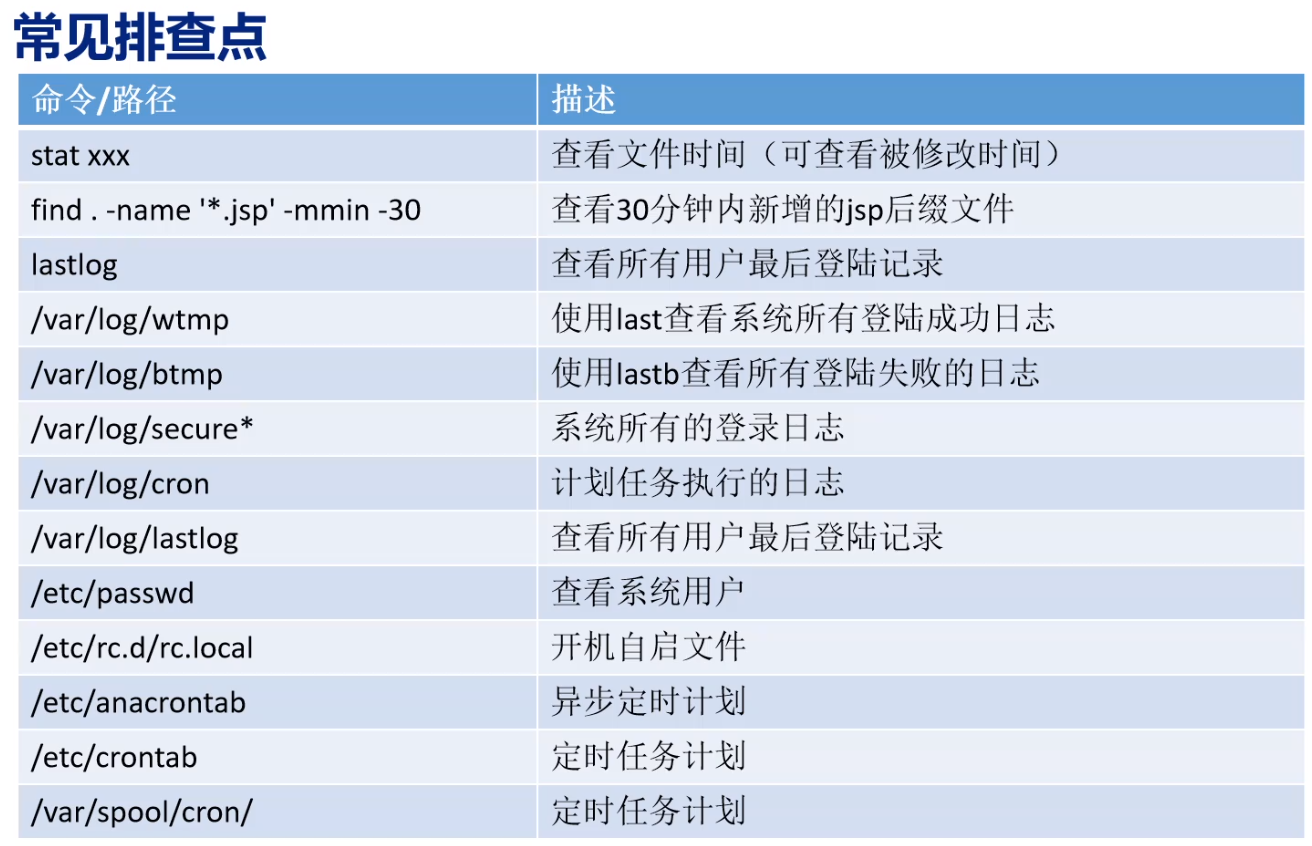 常见排查点
命令/路径 描述
stat xxx 查看文件时间（可查看被修改时间）
find . -name '*.jsp' -mmin -30 查看30分钟内新增的jsp后缀文件
lastlog 查看所有用户最后登陆记录
/var/log/wtmp 使用last查看系统所有登陆成功日志
/var/log/btmp 使用lastb查看所有登陆失败的日志
/var/log/secure* 系统所有的登录日志
/var/log/cron 计划任务执行的日志
/var/log/lastlog 查看所有用户最后登陆记录
/etc/passwd 查看系统用户
/etc/rc.d/rc.local 开机自启文件
/etc/anacrontab 异步定时计划
/etc/crontab 定时任务计划
/var/spool/cron/ 定时任务计划